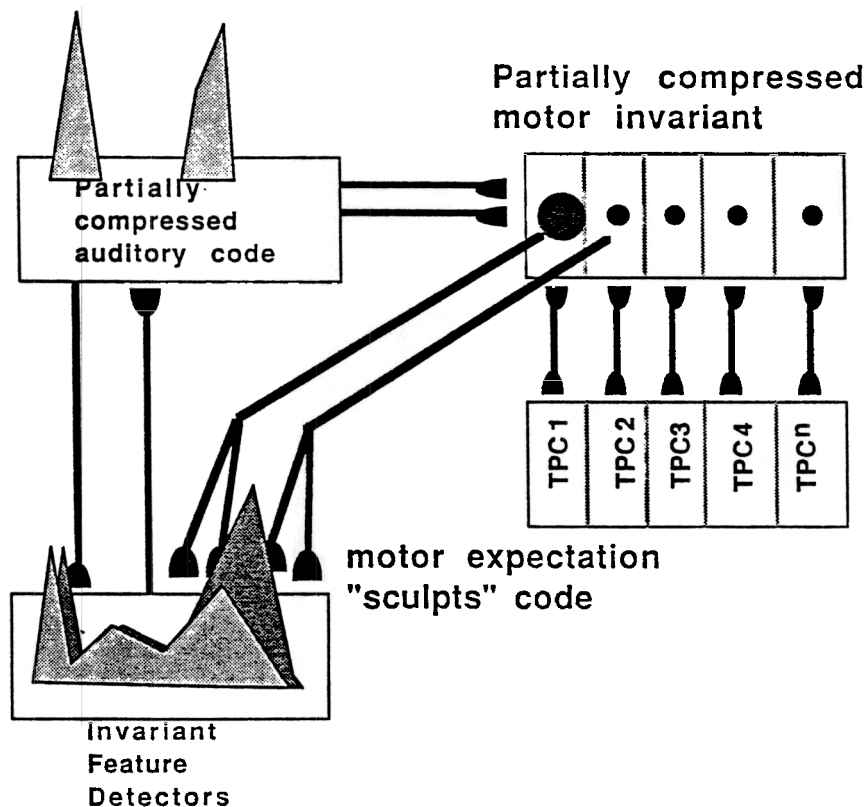 Partially compressed
motor invariant
Partially
compressed
auditory code
TPC1
TPC2
TPC3
TPC4
TPCn
motor expectation
"sculpts" code
Invariant
Feature
Detectors